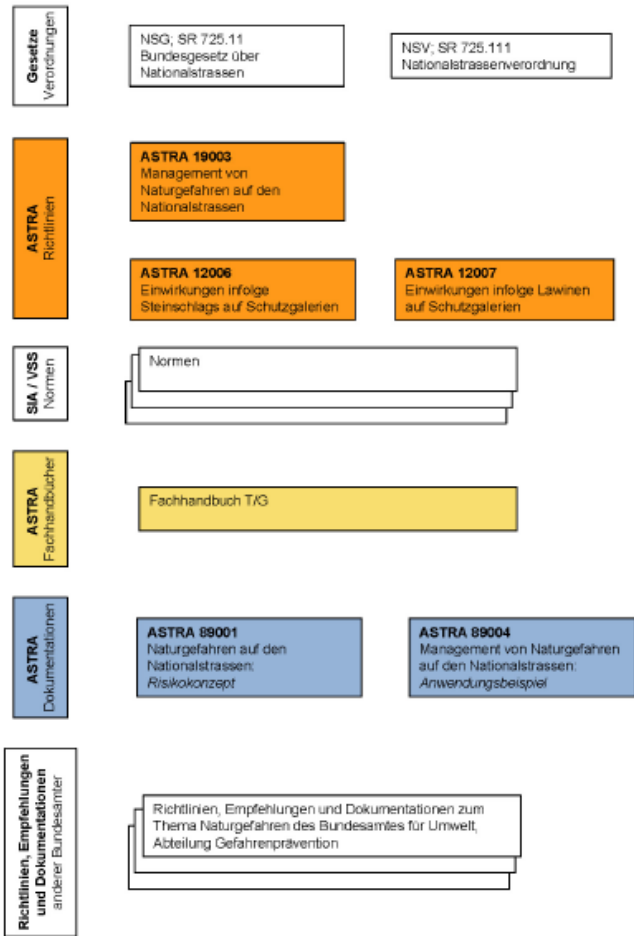 Gesetze
Verordnungen
NSG; SR 725.11
Bundesgesetz über
Nationalstrassen
NSV; SR 725.111
Nationalstrassenverordnung
ASTRA
Richtlinien
ASTRA 19003
Management von
Naturgefahren auf den
Nationalstrassen
ASTRA 12006
Einwirkungen infolge
Steinschlags auf Schutzgalerien
ASTRA 12007
Einwirkungen infolge Lawinen
auf Schutzgalerien
SIA / VSS
Normen
Normen
ASTRA
Fachhandbücher
Fachhandbuch T/G
ASTRA
Dokumentationen
ASTRA 89001
Naturgefahren auf den
Nationalstrassen:
Risikokonzept
ASTRA 89004
Management von Naturgefahren
auf den Nationalstrassen:
Anwendungsbeispiel
Richtlinien, Empfehlungen
und Dokumentationen
anderer Bundesämter
Richtlinien, Empfehlungen und Dokumentationen zum
Thema Naturgefahren des Bundesamtes für Umwelt,
Abteilung Gefahrenprävention